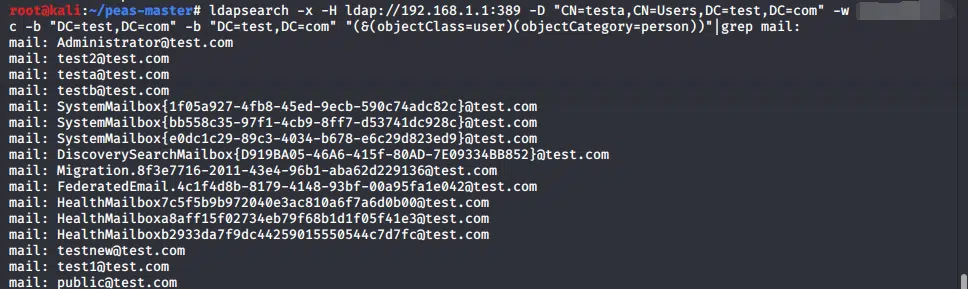 root@kali:~/peas-master# ldapsearch -x -H ldap://192.168.1.1:389 -D "CN=testa,CN=Users,DC=test,DC=com" -w
c -b "DC=test,DC=com" -b "DC=test,DC=com" "(&(objectClass=user)(objectCategory=person))"|grep mail:
mail: Administrator@test.com
mail: test2@test.com
mail: testa@test.com
mail: testb@test.com
mail: SystemMailbox{1f05a927-4fb8-45ed-9ecb-590c74adc82c}@test.com
mail: SystemMailbox{bb558c35-97f1-4cb9-8ff7-d53741dc928c}@test.com
mail: SystemMailbox{e0dc1c29-89c3-4034-b678-e6c29d823ed9}@test.com
mail: DiscoverySearchMailbox{D919BA05-46A6-415f-80AD-7E09334BB852}@test.com
mail: Migration.8f3e7716-2011-43e4-96b1-aba62d229136@test.com
mail: FederatedEmail.4c1f4d8b-8179-4148-93bf-00a95fa1e042@test.com
mail: HealthMailbox7c5f5b9b972040e3ac810a6f7a6d0b00@test.com
mail: HealthMailboxa8aff15f02734eb79f68b1d1f05f41e3@test.com
mail: HealthMailboxb2933da7f9dc44259015550544c7d7fc@test.com
mail: testnew@test.com
mail: test1@test.com
mail: public@test.com